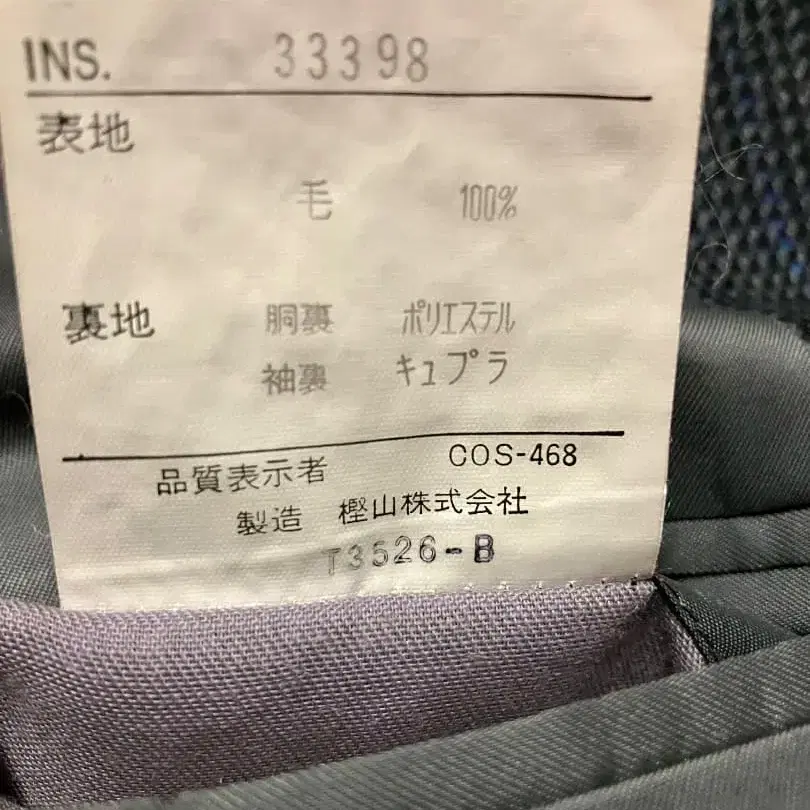 INS. 33398
表地
毛 100%
裏地 胴裏 ポリエステル
袖裏 キュプラ
品質表示者 COS-468
製造 樫山株式会社
T3526-B